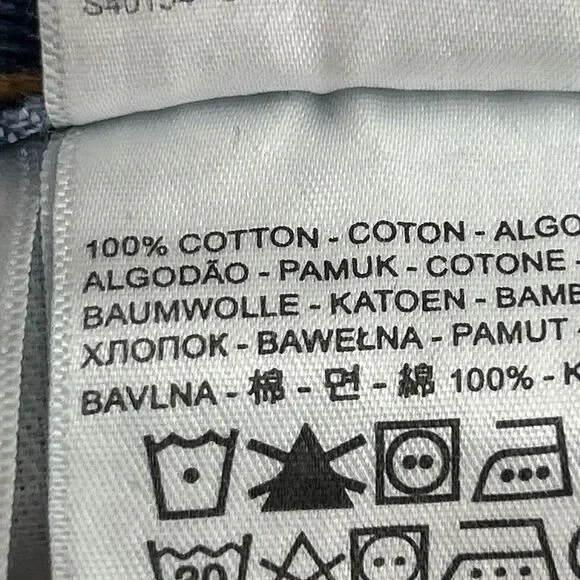 100% COTTON - COTON - ALGO
ALGODÃO - PAMUK - COTONE -
BAUMWOLLE - KATOEN - BAMB
ХЛОПОК - BAWEŁNA - PAMUT -
BAVLNA - 棉 - 면 - 綿 100% - K